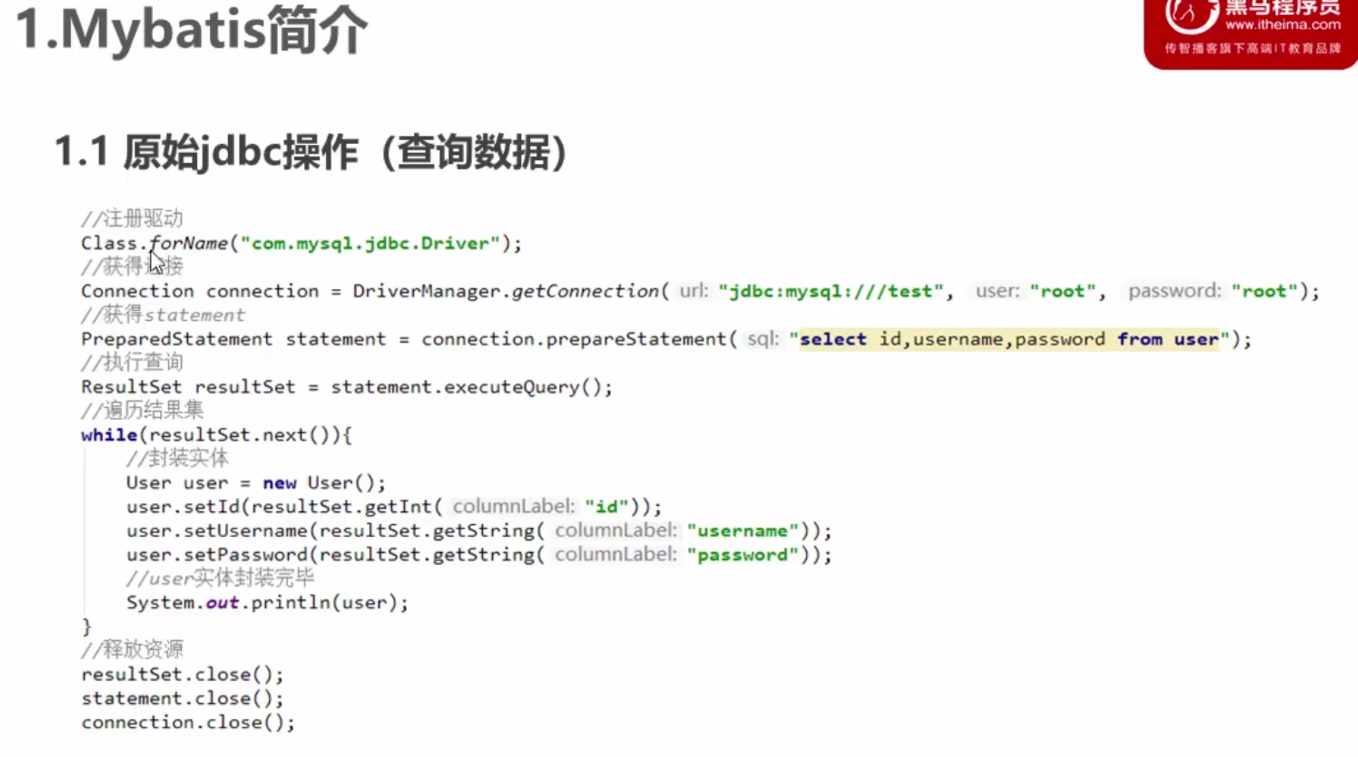 1.Mybatis简介
黑马程序员
www.itheima.com
传智播客旗下高端IT教育品牌
1.1 原始jdbc操作（查询数据）
//注册驱动
Class.forName("com.mysql.jdbc.Driver");
//获得连接
Connection connection = DriverManager.getConnection( url: "jdbc:mysql:///test", user: "root", password: "root");
//获得statement
PreparedStatement statement = connection.prepareStatement( sql: "select id,username,password from user");
//执行查询
ResultSet resultSet = statement.executeQuery();
//遍历结果集
while(resultSet.next()){
//封装实体
User user = new User();
user.setId(resultSet.getInt( columnLabel: "id"));
user.setUsername(resultSet.getString( columnLabel: "username"));
user.setPassword(resultSet.getString( columnLabel: "password"));
//user实体封装完毕
System.out.println(user);
}
//释放资源
resultSet.close();
statement.close();
connection.close();